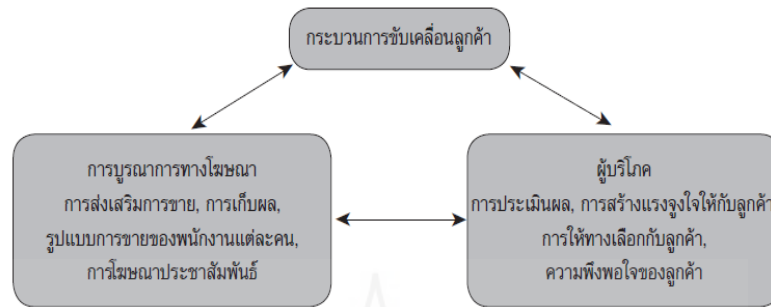 กระบวนการขับเคลื่อนลูกค้า
การบูรณาการทางโฆษณา
การส่งเสริมการขาย, การเก็บผล,
รูปแบบการขายของพนักงานแต่ละคน,
การโฆษณาประชาสัมพันธ์
ผู้บริโภค
การประเมินผล, การสร้างแรงจูงใจให้กับลูกค้า
การให้ทางเลือกกับลูกค้า,
ความพึงพอใจของลูกค้า